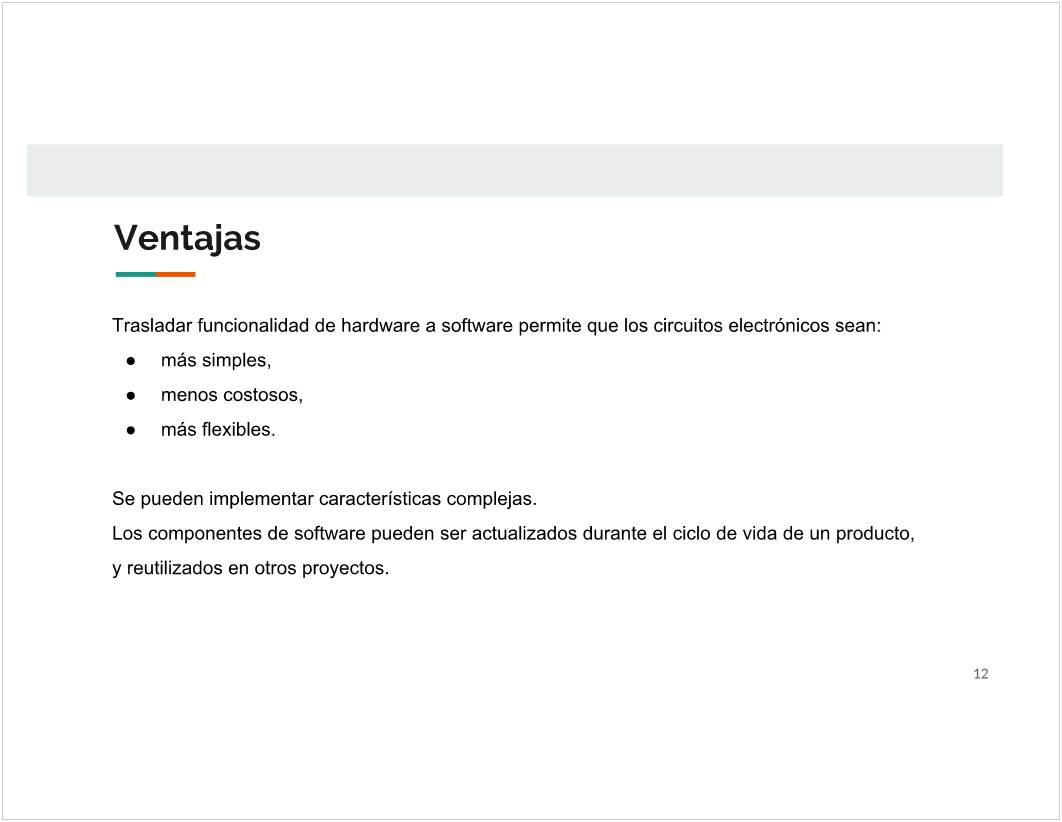 Ventajas
Trasladar funcionalidad de hardware a software permite que los circuitos electrónicos sean:
● más simples,
● menos costosos,
● más flexibles.
Se pueden implementar características complejas.
Los componentes de software pueden ser actualizados durante el ciclo de vida de un producto,
y reutilizados en otros proyectos.
12